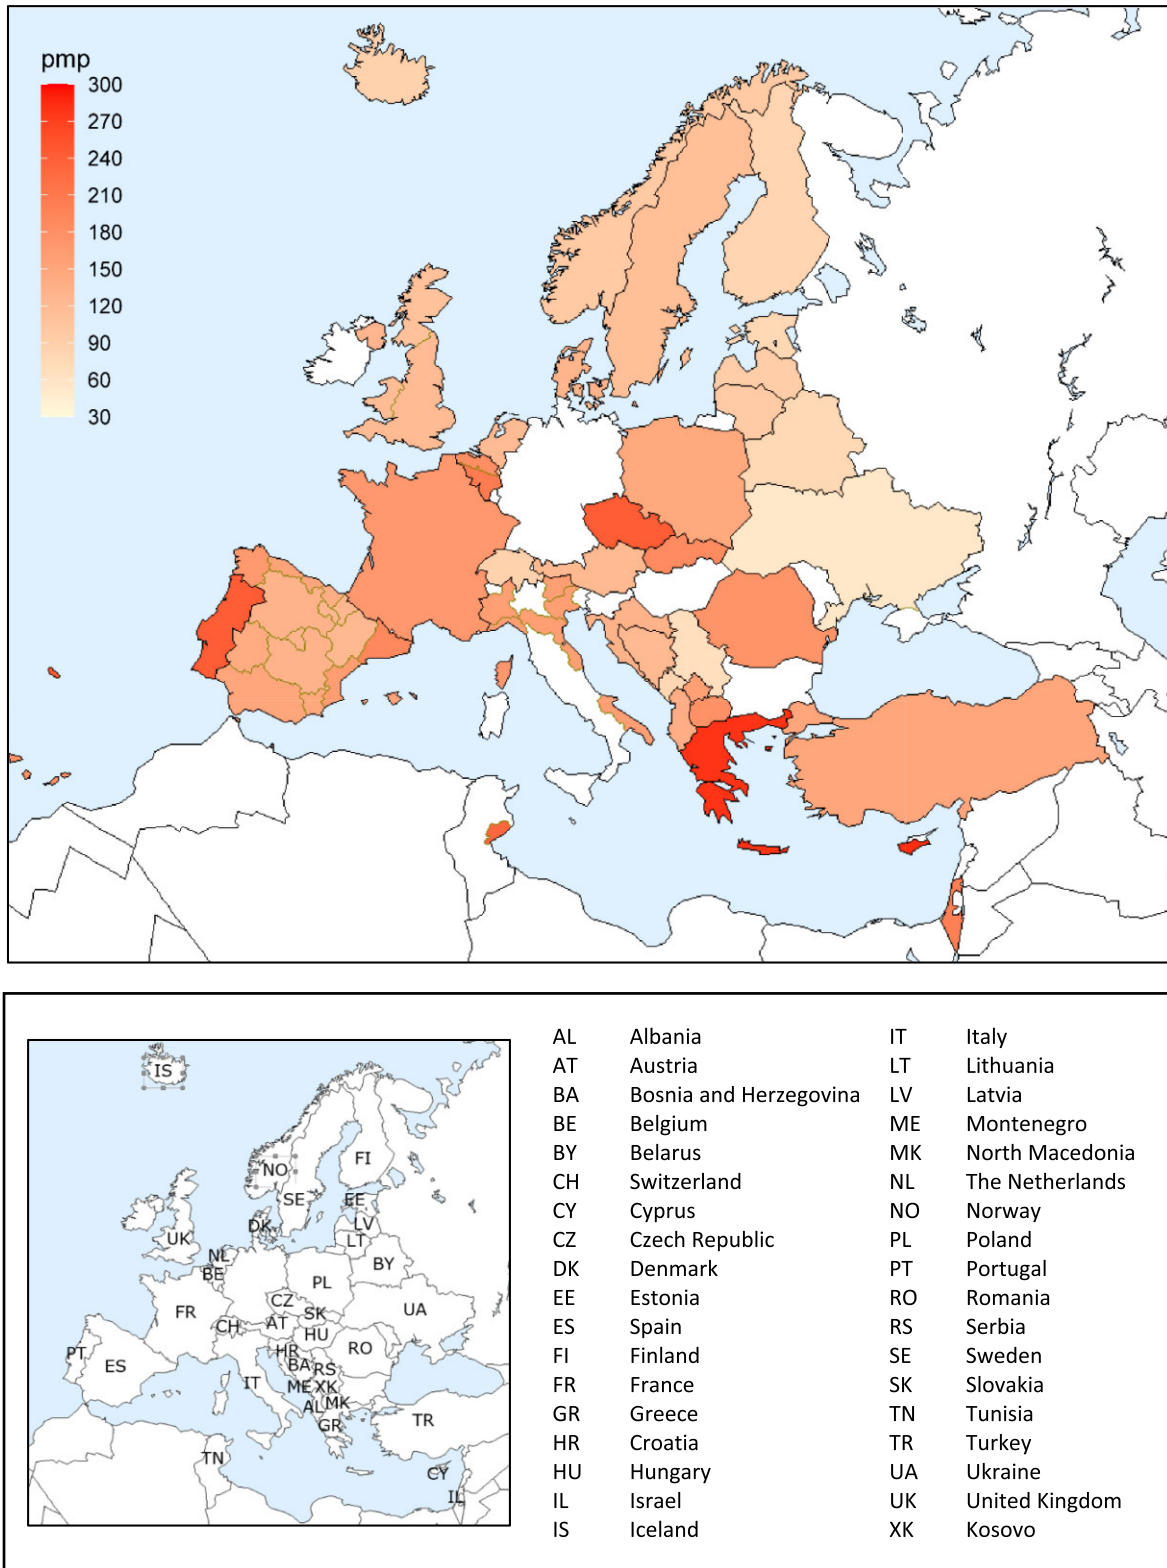 pmp
300
270
240
210
180
150
120
90
60
30
IS
NO
FI
SE
EE
DK
LV
UK
LT
NL
BY
BE
PL
CZ
FR
UA
SK
CH
AT
HU
HR
RO
PT
ES
BA
RS
IT
ME
XK
MK
AL
GR
TR
TN
CY
IL
AL Albania IT Italy
AT Austria LT Lithuania
BA Bosnia and Herzegovina LV Latvia
BE Belgium ME Montenegro
BY Belarus MK North Macedonia
CH Switzerland NL The Netherlands
CY Cyprus NO Norway
CZ Czech Republic PL Poland
DK Denmark PT Portugal
EE Estonia RO Romania
ES Spain RS Serbia
FI Finland SE Sweden
FR France SK Slovakia
GR Greece TN Tunisia
HR Croatia TR Turkey
HU Hungary UA Ukraine
IL Israel UK United Kingdom
IS Iceland XK Kosovo